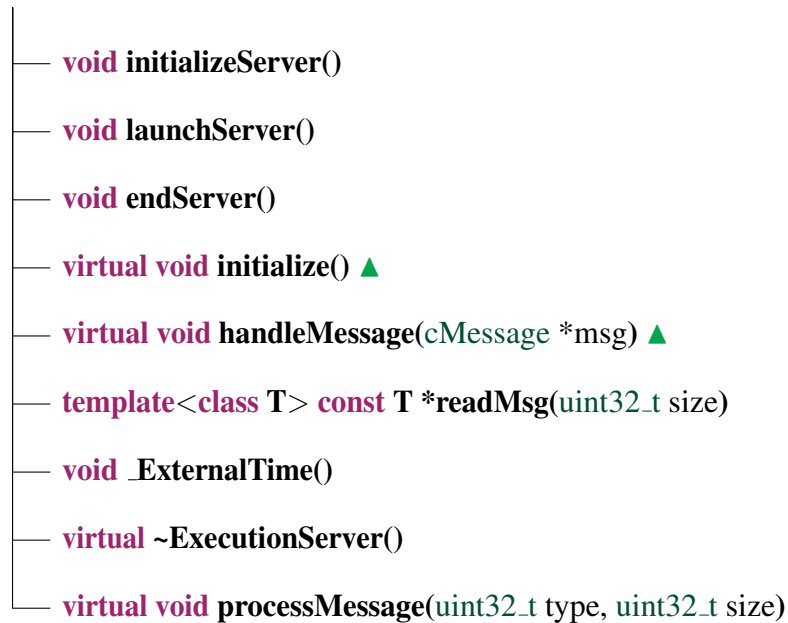 void initializeServer()
void launchServer()
void endServer()
virtual void initialize() ▲
virtual void handleMessage(cMessage *msg) ▲
template<class T> const T *readMsg(uint32_t size)
void _ExternalTime()
virtual ~ExecutionServer()
virtual void processMessage(uint32_t type, uint32_t size)